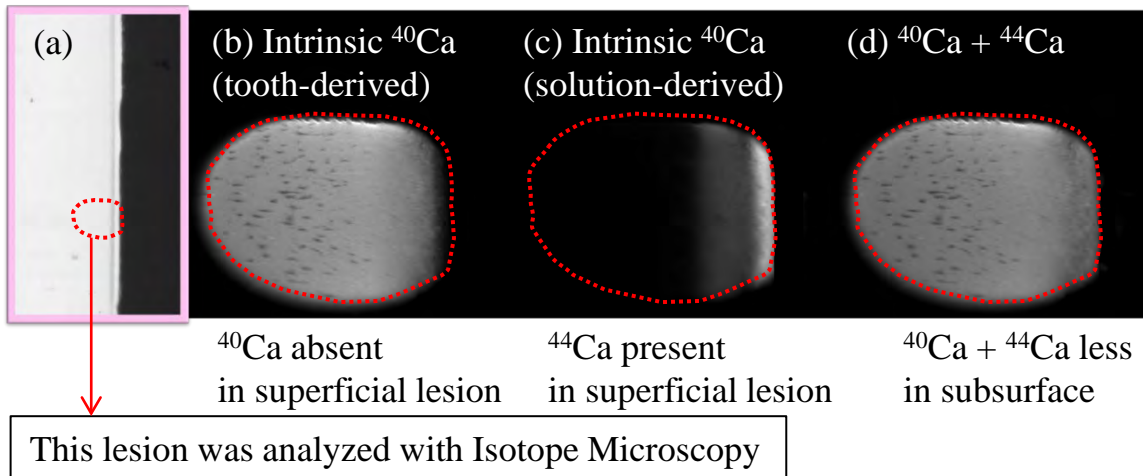 (a)
(b) Intrinsic ⁴⁰Ca
(tooth-derived)
(c) Intrinsic ⁴⁰Ca
(solution-derived)
(d) ⁴⁰Ca + ⁴⁴Ca
⁴⁰Ca absent
in superficial lesion
⁴⁴Ca present
in superficial lesion
⁴⁰Ca + ⁴⁴Ca less
in subsurface
This lesion was analyzed with Isotope Microscopy